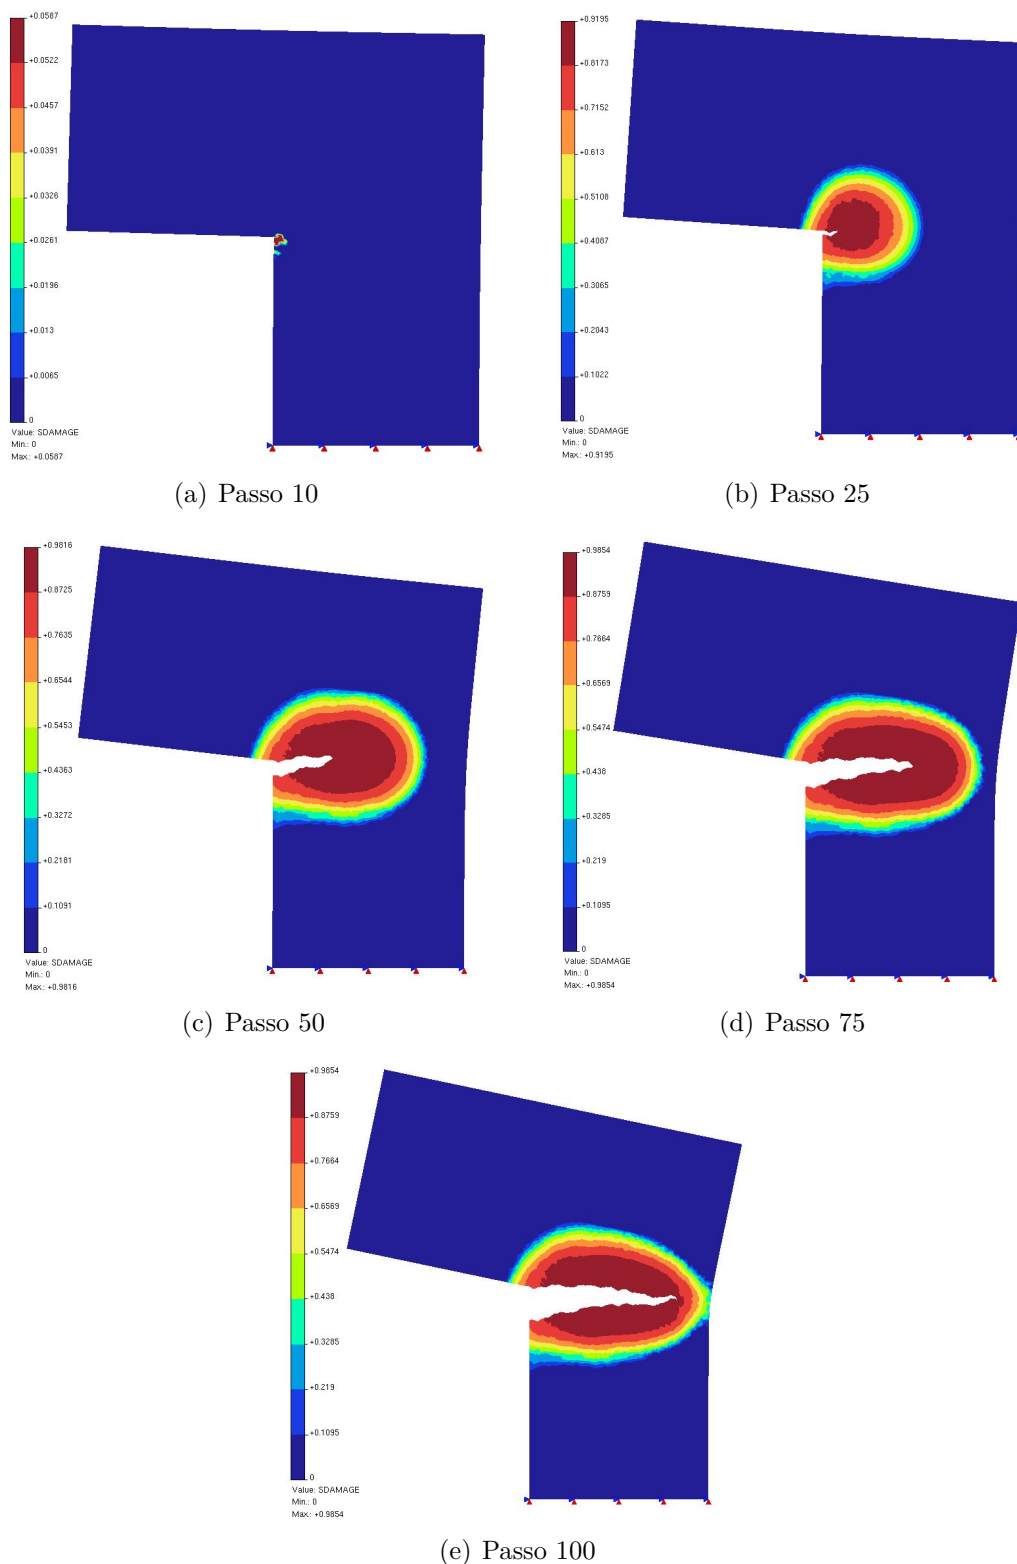 +0.0587
+0.0522
+0.0457
+0.0391
+0.0326
+0.0261
+0.0196
+0.013
+0.0065
0
Value: SDAMAGE
Min.: 0
Max.: +0.0587
(a) Passo 10
+0.9195
+0.8173
+0.7152
+0.613
+0.5108
+0.4087
+0.3065
+0.2043
+0.1022
0
Value: SDAMAGE
Min.: 0
Max.: +0.9195
(b) Passo 25
+0.9816
+0.8725
+0.7635
+0.6544
+0.5453
+0.4363
+0.3272
+0.2181
+0.1091
0
Value: SDAMAGE
Min.: 0
Max.: +0.9816
(c) Passo 50
+0.9854
+0.8759
+0.7664
+0.6569
+0.5474
+0.438
+0.3285
+0.219
+0.1095
0
Value: SDAMAGE
Min.: 0
Max.: +0.9854
(d) Passo 75
+0.9854
+0.8759
+0.7664
+0.6569
+0.5474
+0.438
+0.3285
+0.219
+0.1095
0
Value: SDAMAGE
Min.: 0
Max.: +0.9854
(e) Passo 100